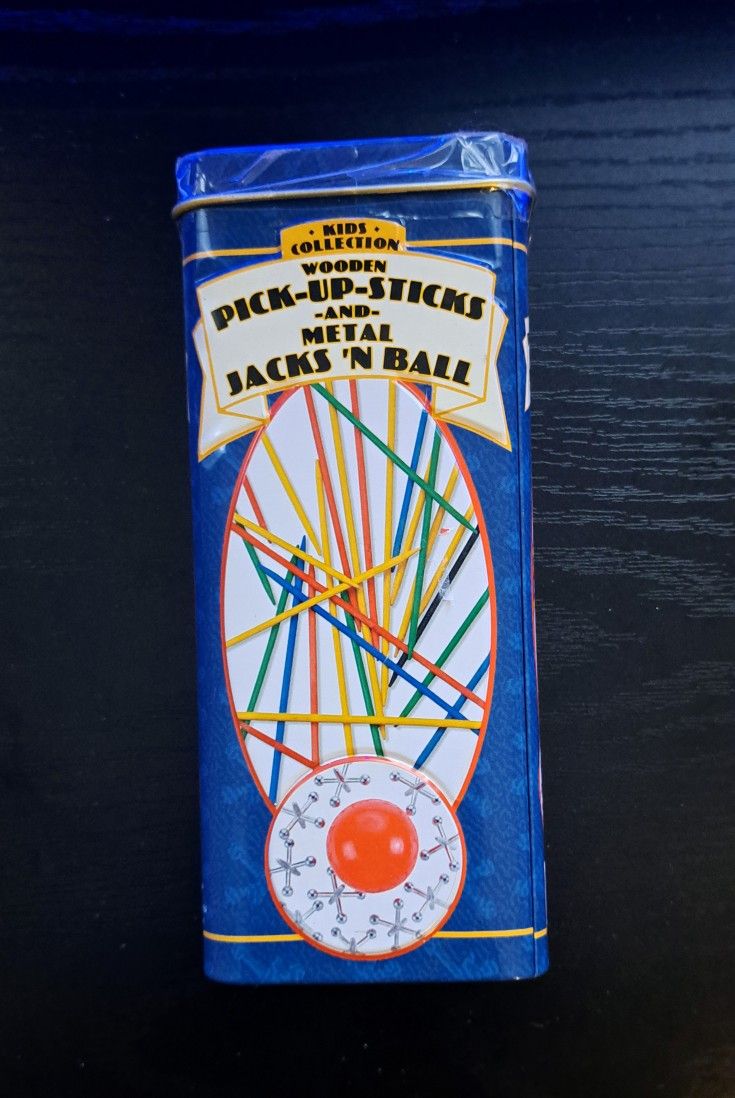 KIDS
COLLECTION
WOODEN
PICK-UP-STICKS
-AND-
METAL
JACKS 'N BALL